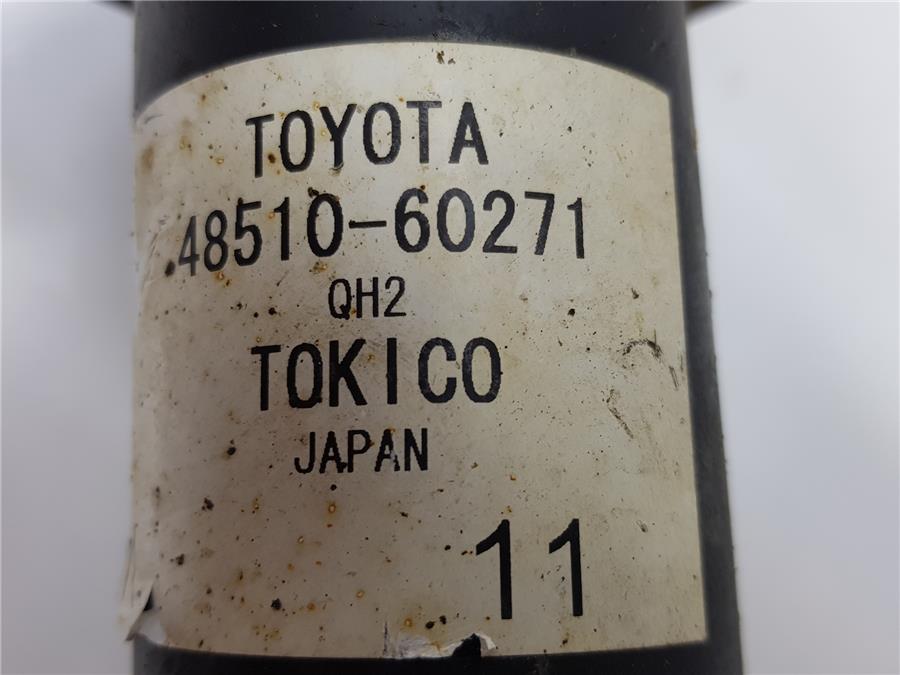 TOYOTA
48510-60271
QH2
TOKICO
JAPAN
11